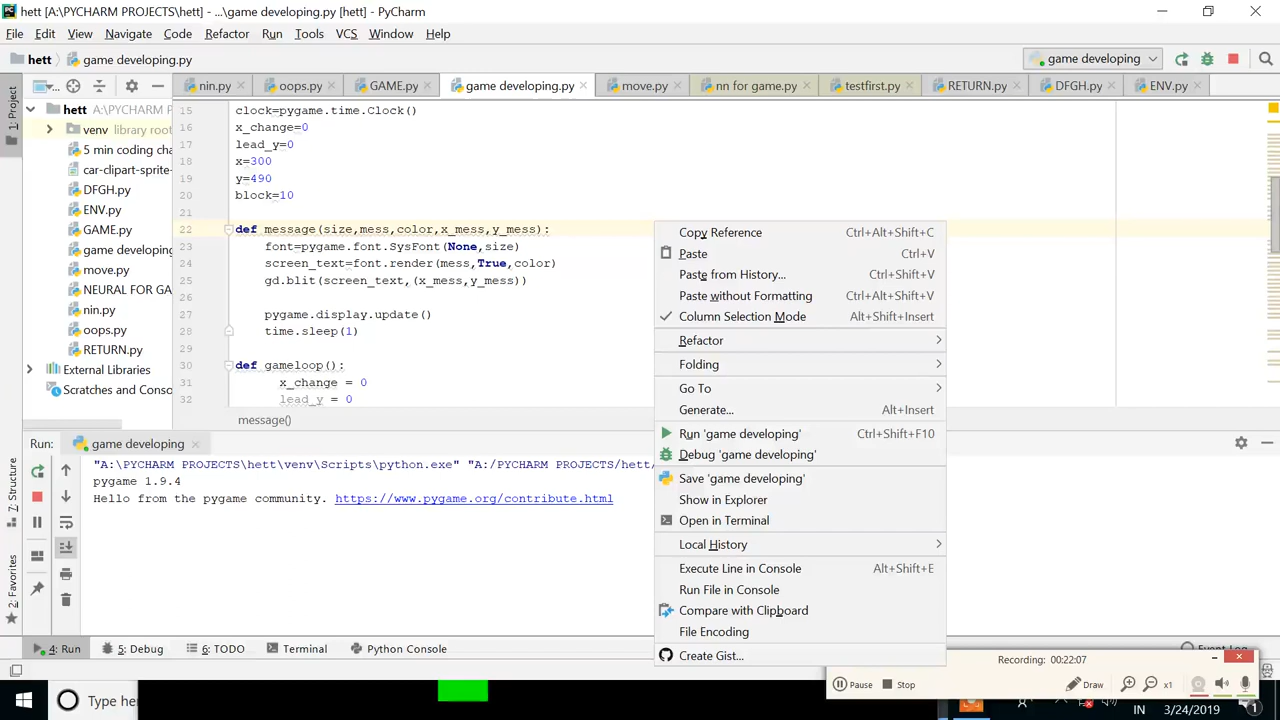 hett [A:\PYCHARM PROJECTS\hett] - ...\game developing.py [hett] - PyCharm
File Edit View Navigate Code Refactor Run Tools VCS Window Help
hett game developing.py
game developing
1: Project
nin.py oops.py GAME.py game developing.py move.py nn for game.py testfirst.py RETURN.py DFGH.py ENV.py
hett A:\PYCHARM P
venv library root
5 min coding cha
car-clipart-sprite-
DFGH.py
ENV.py
GAME.py
game developing
move.py
NEURAL FOR GA
nin.py
oops.py
RETURN.py
External Libraries
Scratches and Conso
15 clock=pygame.time.Clock()
16 x_change=0
17 lead_y=0
18 x=300
19 y=490
20 block=10
21
22 def message(size,mess,color,x_mess,y_mess):
23 font=pygame.font.SysFont(None,size)
24 screen_text=font.render(mess,True,color)
25 gd.blit(screen_text,(x_mess,y_mess))
26
27 pygame.display.update()
28 time.sleep(1)
29
30 def gameloop():
31 x_change = 0
32 lead_y = 0
message()
Copy Reference Ctrl+Alt+Shift+C
Paste Ctrl+V
Paste from History... Ctrl+Shift+V
Paste without Formatting Ctrl+Alt+Shift+V
Column Selection Mode Alt+Shift+Insert
Refactor
Folding
Go To
Generate... Alt+Insert
Run 'game developing' Ctrl+Shift+F10
Debug 'game developing'
Save 'game developing'
Show in Explorer
Open in Terminal
Local History
Execute Line in Console Alt+Shift+E
Run File in Console
Compare with Clipboard
File Encoding
Create Gist...
Run: game developing
"A:\PYCHARM PROJECTS\hett\venv\Scripts\python.exe" "A:/PYCHARM PROJECTS/hett/
pygame 1.9.4
Hello from the pygame community. https://www.pygame.org/contribute.html
Z: Structure
2: Favorites
4: Run 5: Debug 6: TODO Terminal Python Console Event Log
Recording: 00:22:07
Pause Stop Draw x1
Type her
IN 3/24/2019 1